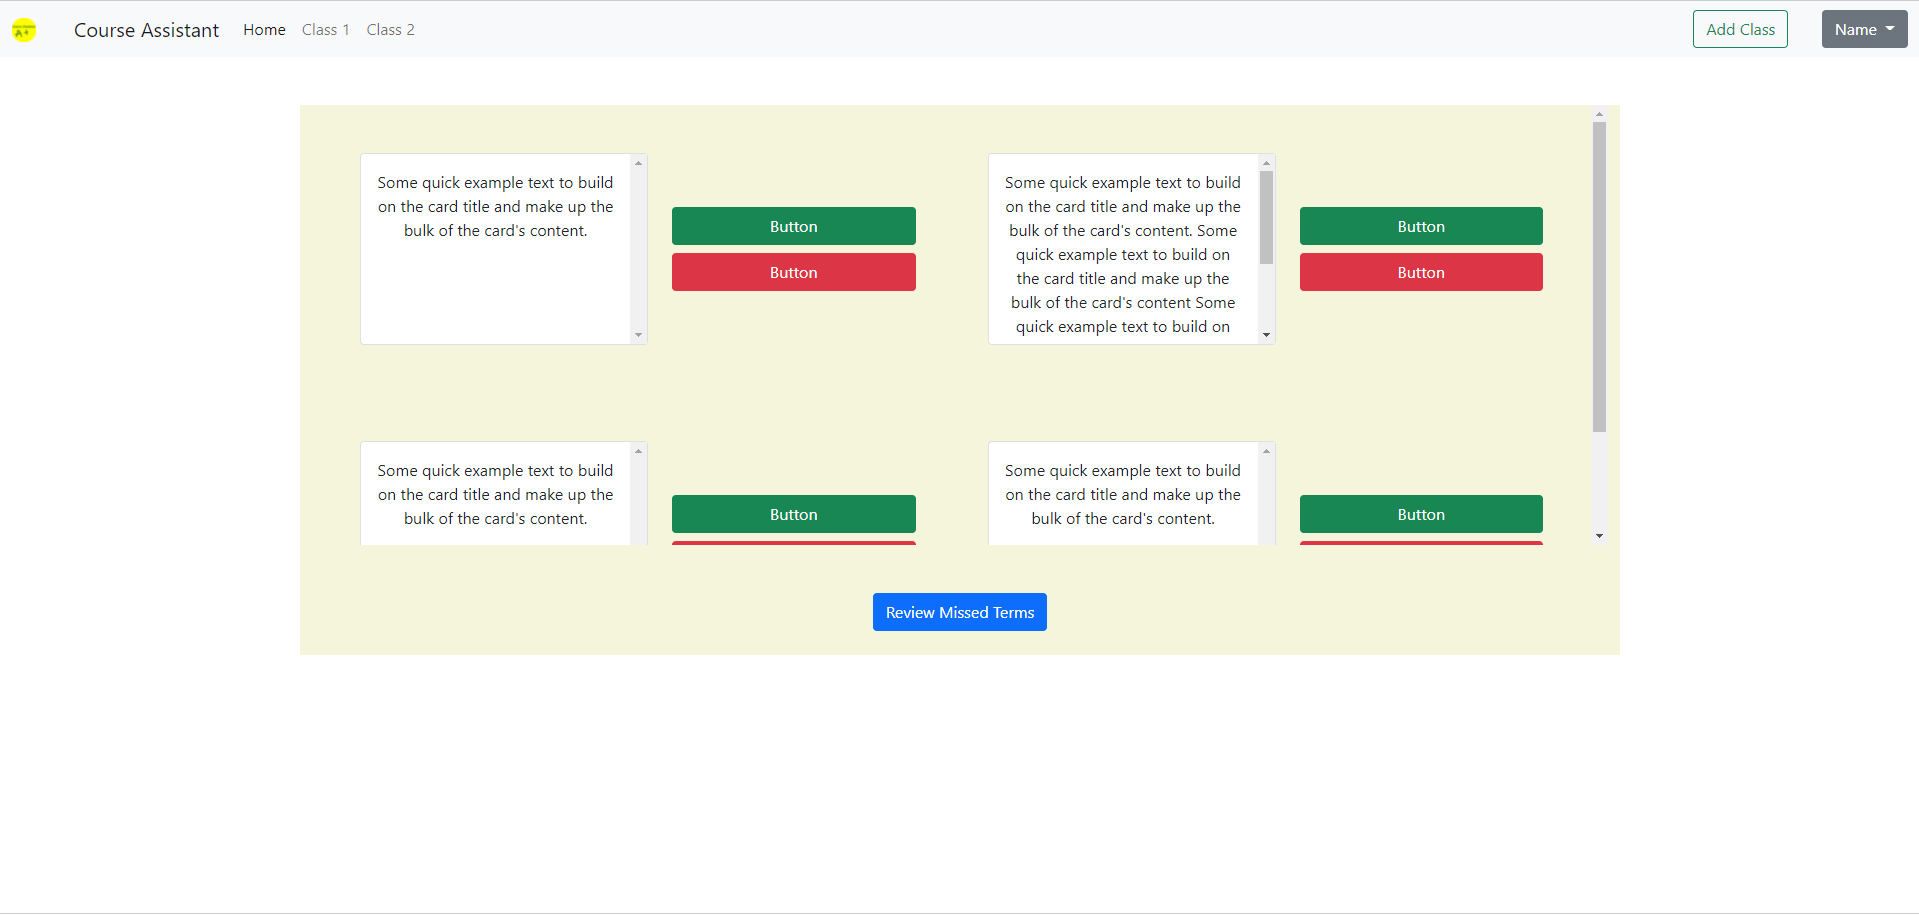 Course Assistant Home Class 1 Class 2 Add Class Name
Some quick example text to build
on the card title and make up the
bulk of the card's content.
Button
Button
Some quick example text to build
on the card title and make up the
bulk of the card's content. Some
quick example text to build on
the card title and make up the
bulk of the card's content Some
quick example text to build on
Button
Button
Some quick example text to build
on the card title and make up the
bulk of the card's content.
Button
Some quick example text to build
on the card title and make up the
bulk of the card's content.
Button
Review Missed Terms